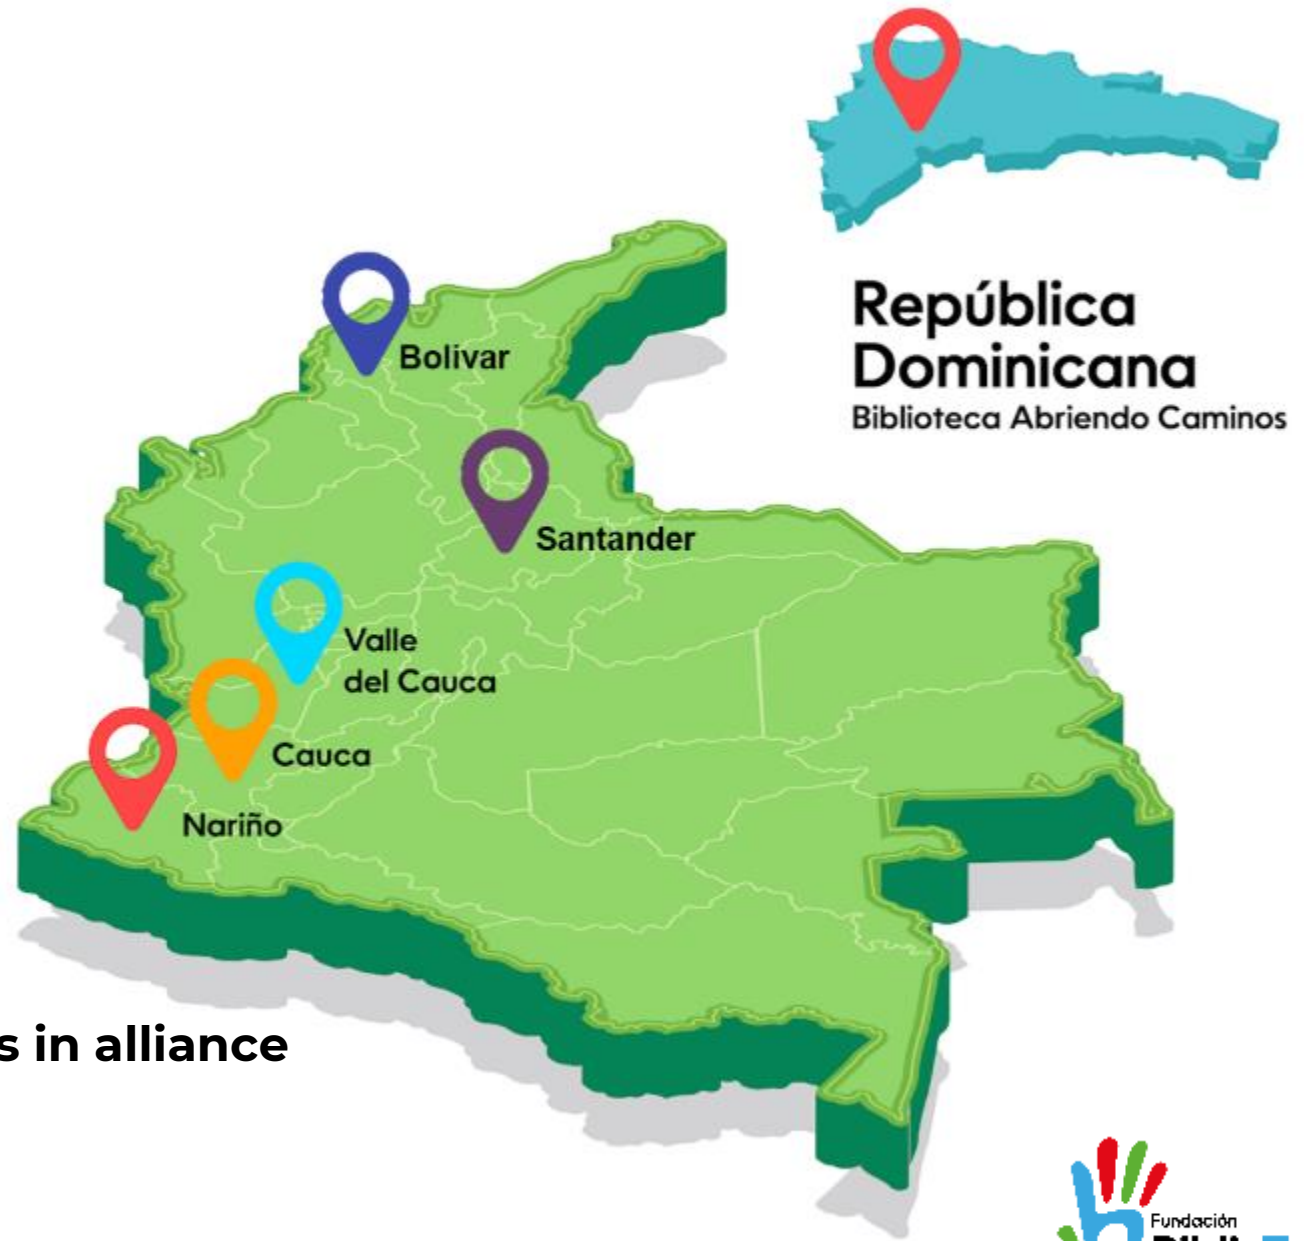 República
Dominicana
Biblioteca Abriendo Caminos
Bolivar
Santander
Valle
del Cauca
Cauca
Nariño
s in alliance
Fundación